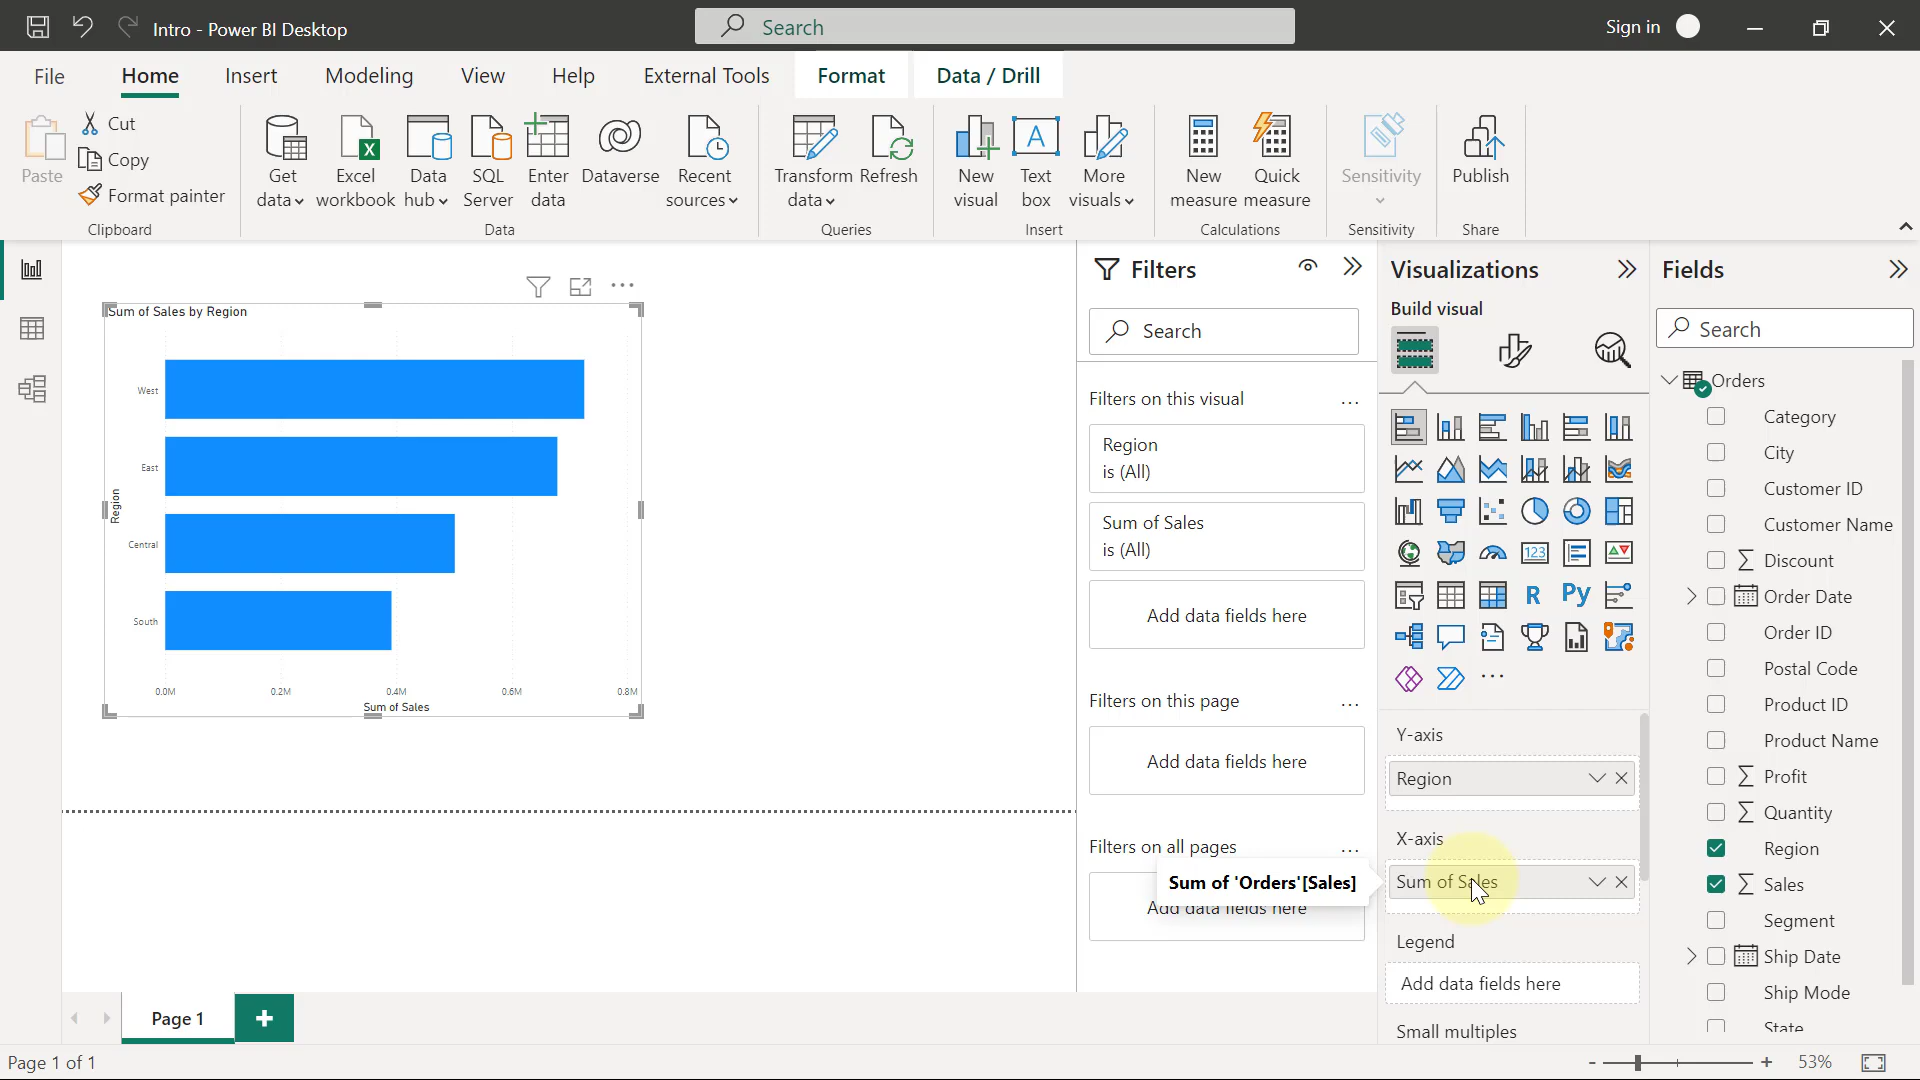 Intro - Power BI Desktop
Search
Sign in
File
Home
Insert
Modeling
View
Help
External Tools
Format
Data / Drill
Paste
Cut
Copy
Format painter
Clipboard
Get data
Excel workbook
Data hub
SQL Server
Enter data
Dataverse
Recent sources
Data
Transform data
Refresh
Queries
New visual
A
Text box
More visuals
Insert
New measure
Quick measure
Calculations
Sensitivity
Sensitivity
Publish
Share
Sum of Sales by Region
West
East
Central
South
Region
0.0M
0.2M
0.4M
0.6M
0.8M
Sum of Sales
Filters
Search
Filters on this visual
Region
is (All)
Sum of Sales
is (All)
Add data fields here
Filters on this page
Add data fields here
Filters on all pages
Sum of 'Orders'[Sales]
Add data fields here
Visualizations
Build visual
123
R
Py
Y-axis
Region
X-axis
Sum of Sales
Legend
Add data fields here
Small multiples
Fields
Search
Orders
Category
City
Customer ID
Customer Name
Discount
Order Date
Order ID
Postal Code
Product ID
Product Name
Profit
Quantity
Region
Sales
Segment
Ship Date
Ship Mode
State
Page 1
Page 1 of 1
- + 53%